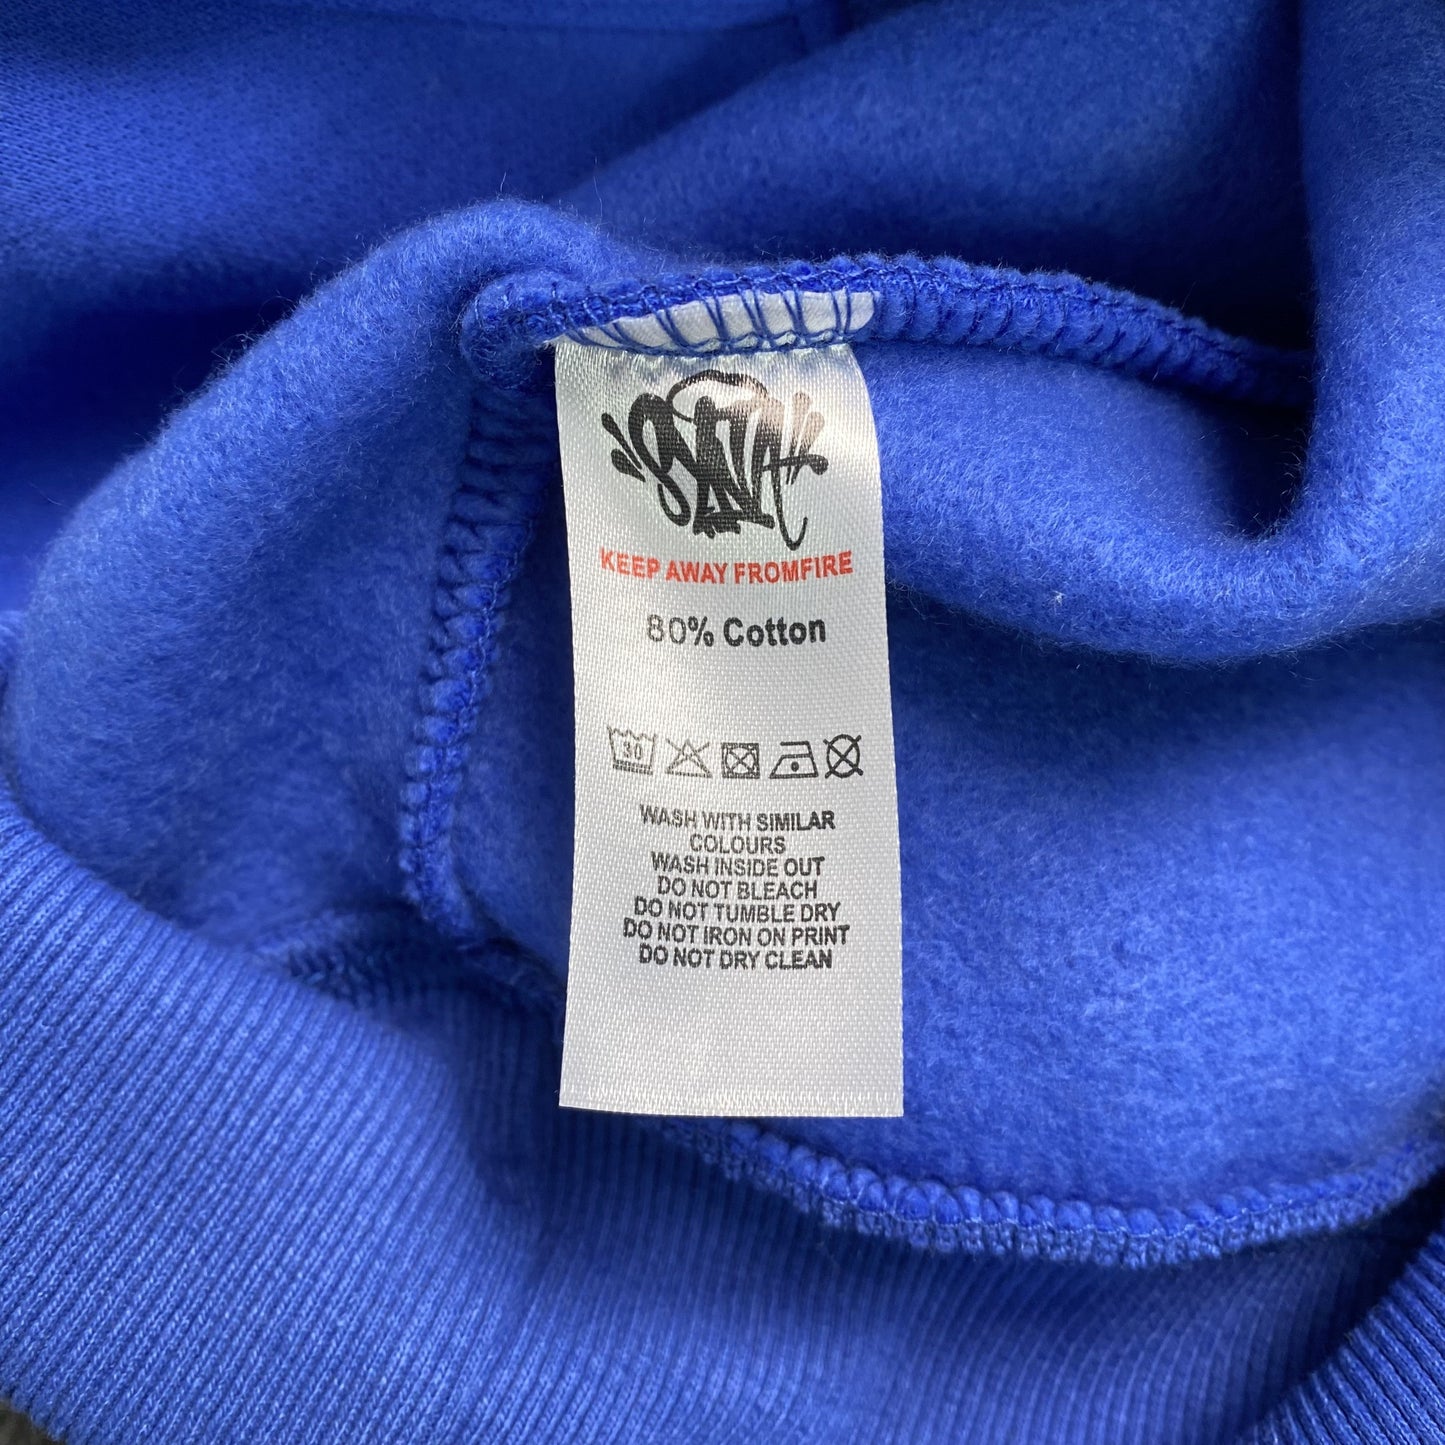 SYNA
KEEP AWAY FROMFIRE
80% Cotton
30
WASH WITH SIMILAR
COLOURS
WASH INSIDE OUT
DO NOT BLEACH
DO NOT TUMBLE DRY
DO NOT IRON ON PRINT
DO NOT DRY CLEAN